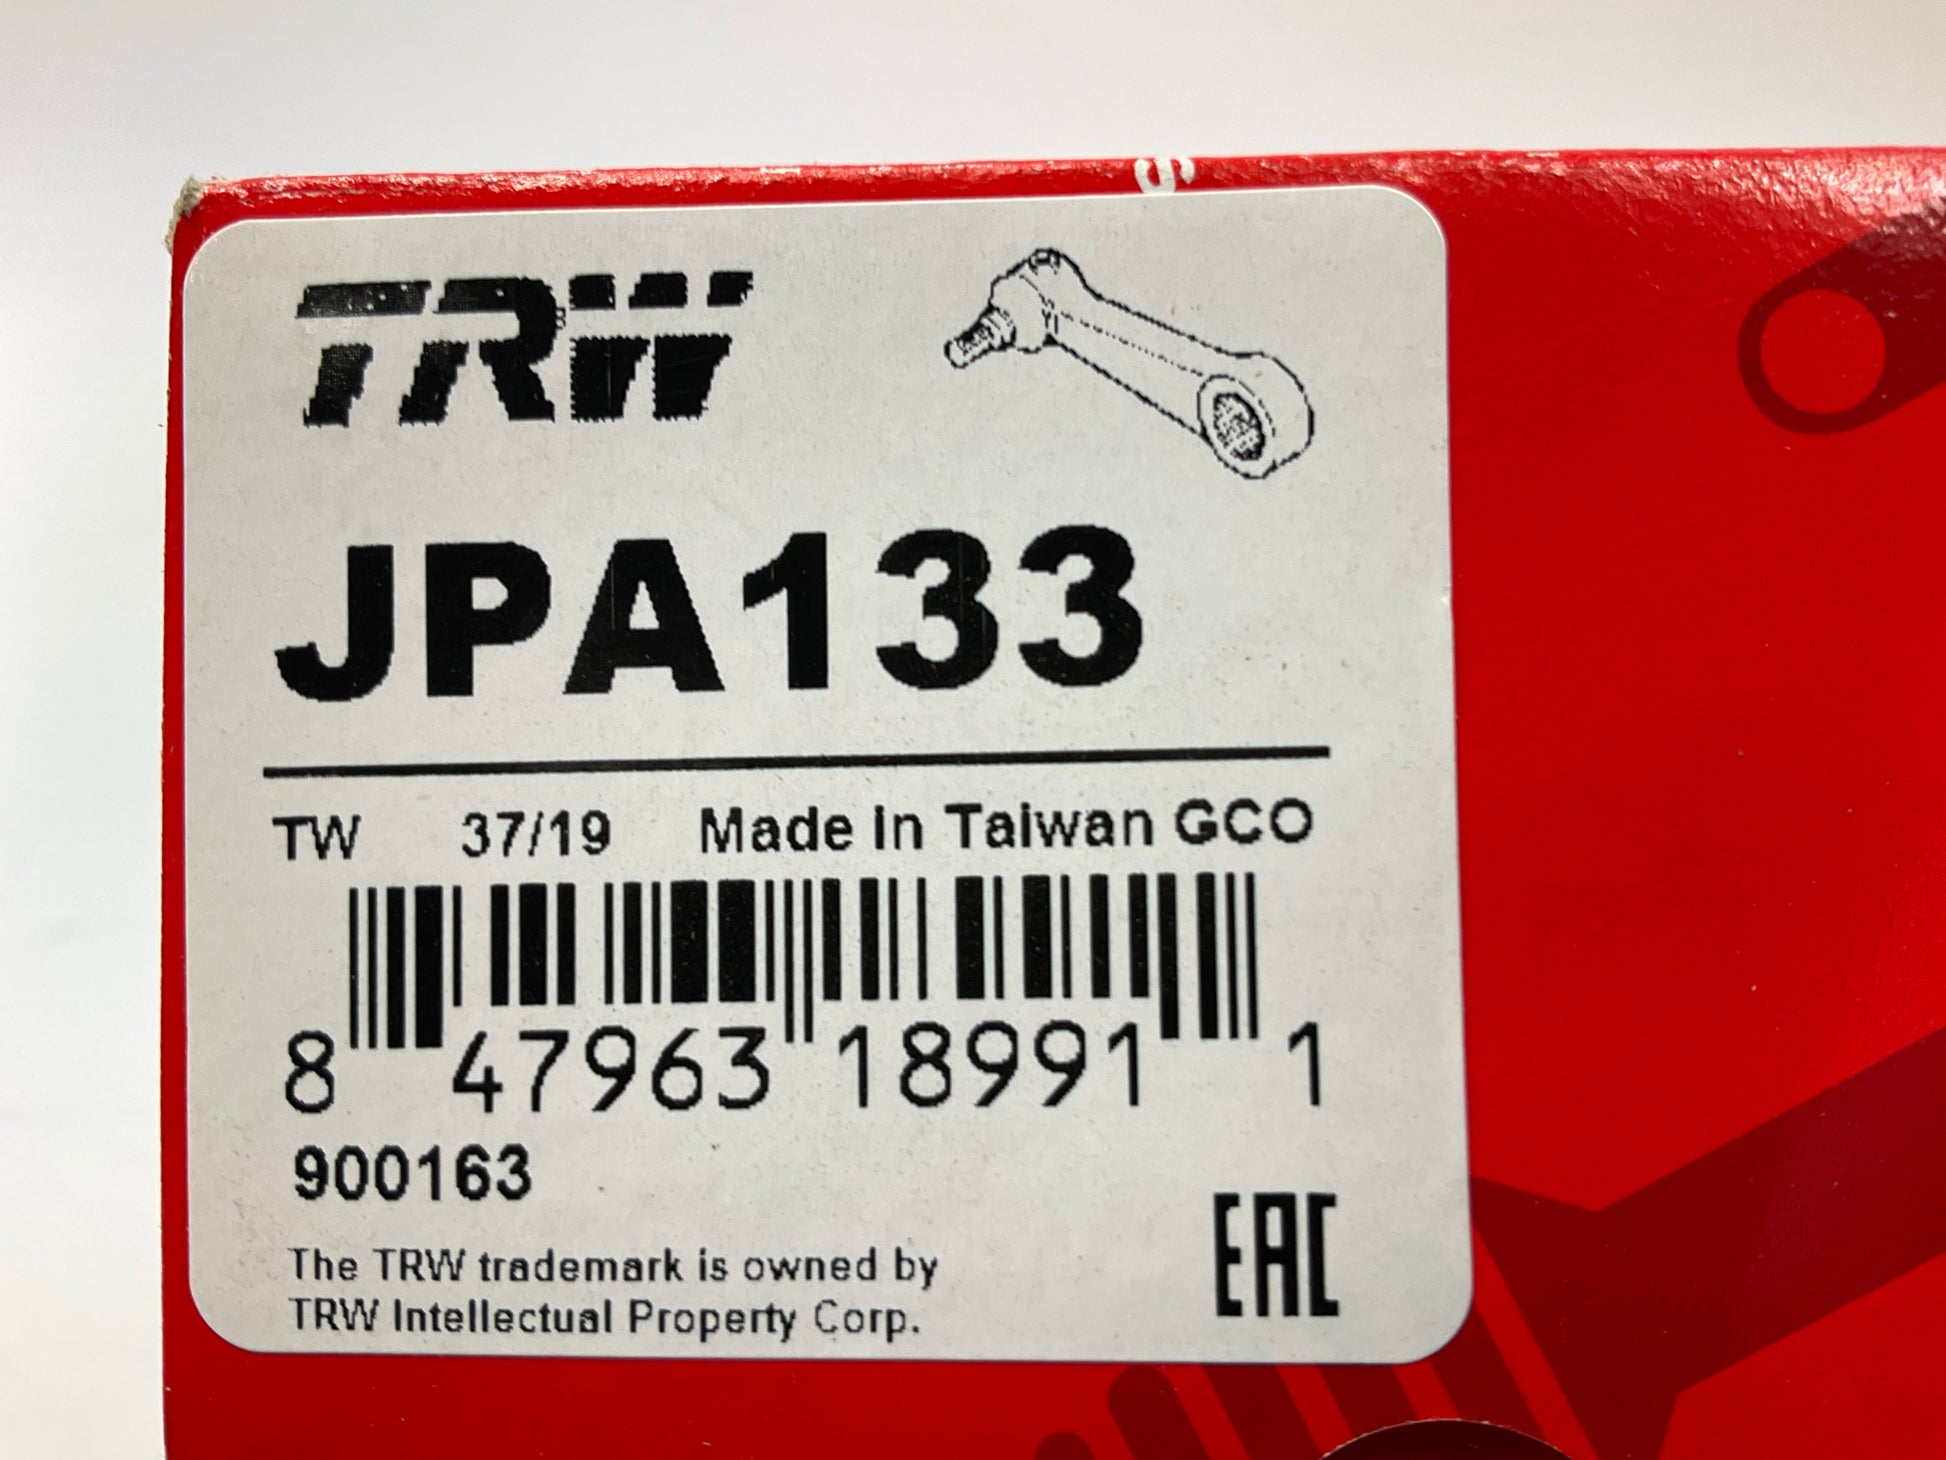 TRW
JPA133
TW 37/19 Made in Taiwan GCO
8 47963 18991 1
900163
EAC
The TRW trademark is owned by
TRW Intellectual Property Corp.